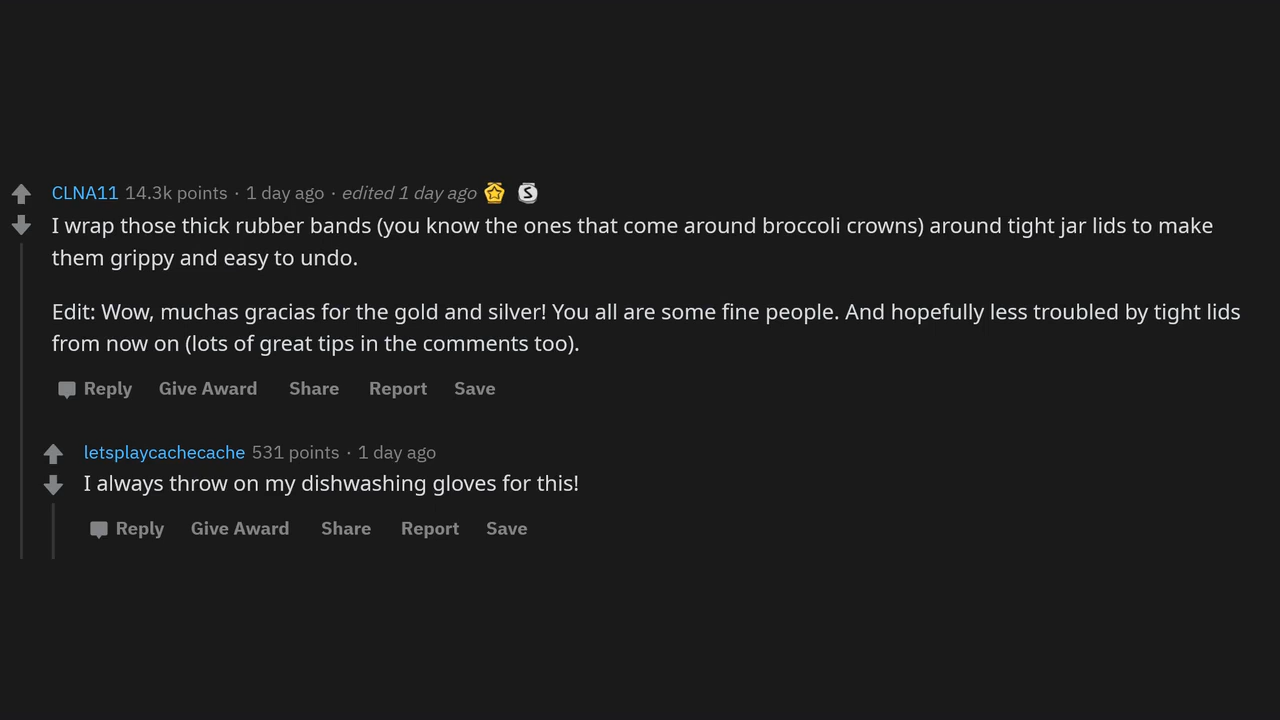 CLNA11 14.3k points · 1 day ago · edited 1 day ago S
I wrap those thick rubber bands (you know the ones that come around broccoli crowns) around tight jar lids to make
them grippy and easy to undo.
Edit: Wow, muchas gracias for the gold and silver! You all are some fine people. And hopefully less troubled by tight lids
from now on (lots of great tips in the comments too).
Reply Give Award Share Report Save
letsplaycachecache 531 points · 1 day ago
I always throw on my dishwashing gloves for this!
Reply Give Award Share Report Save